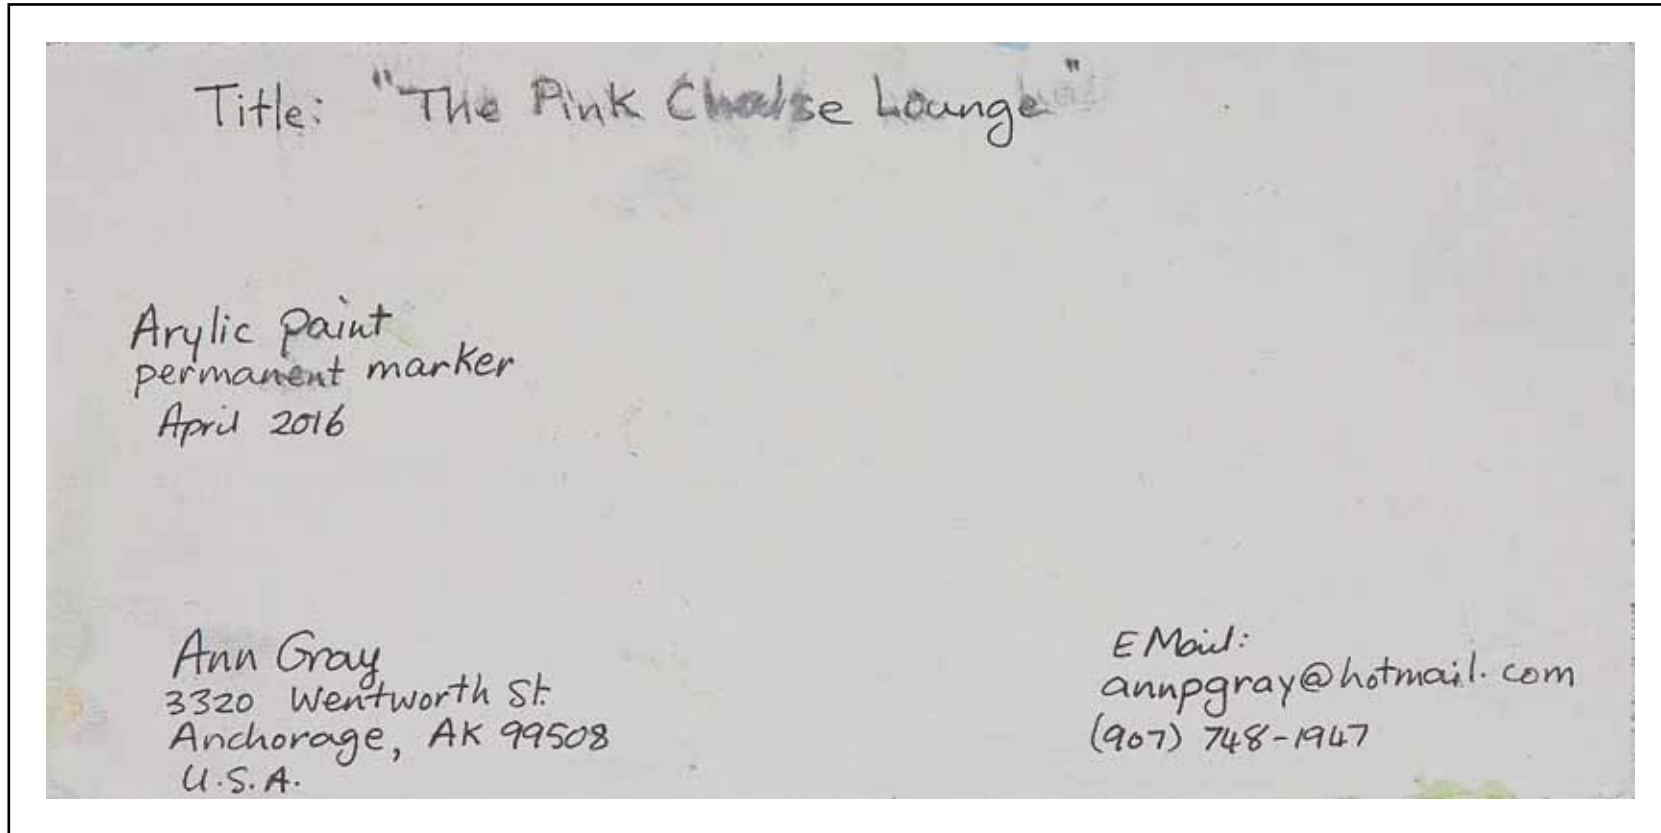 Title: "The Pink Chaise Lounge"
Arylic paint
permanent marker
April 2016
Ann Gray
3320 Wentworth St.
Anchorage, AK 99508
U.S.A.
EMail:
annpgray@hotmail.com
(907) 748-1947